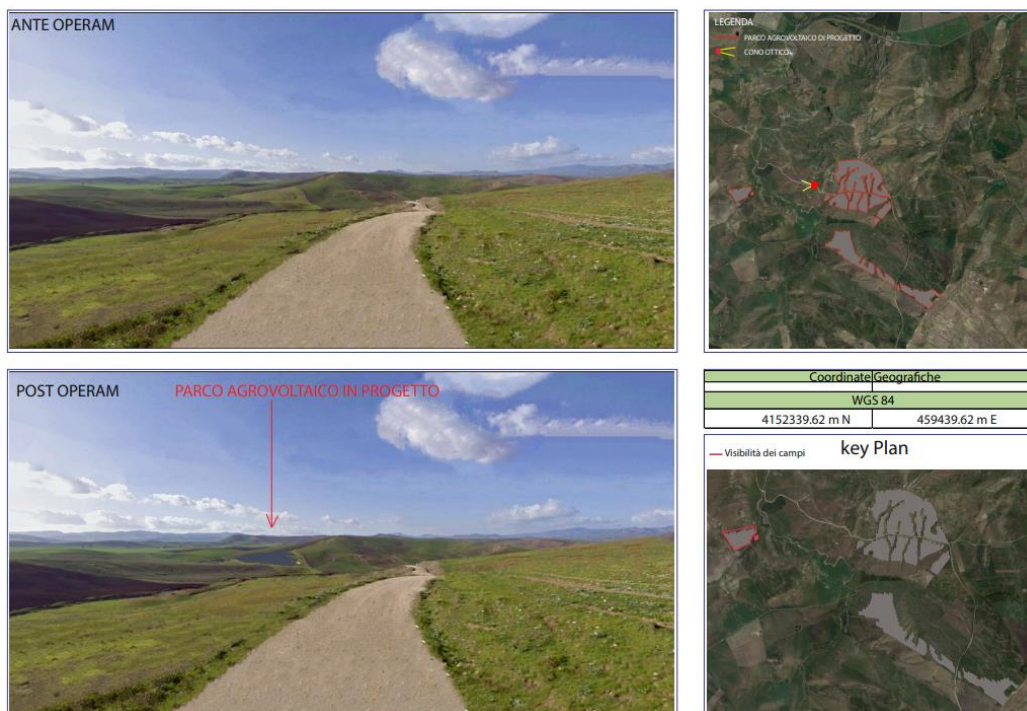 ANTE OPERAM
LEGENDA
PARCO AGROVOLTAICO DI PROGETTO
CONO OTTICO
POST OPERAM
PARCO AGROVOLTAICO IN PROGETTO
Coordinate Geografiche
WGS 84
4152339.62 m N
459439.62 m E
Visibilità dei campi
key Plan